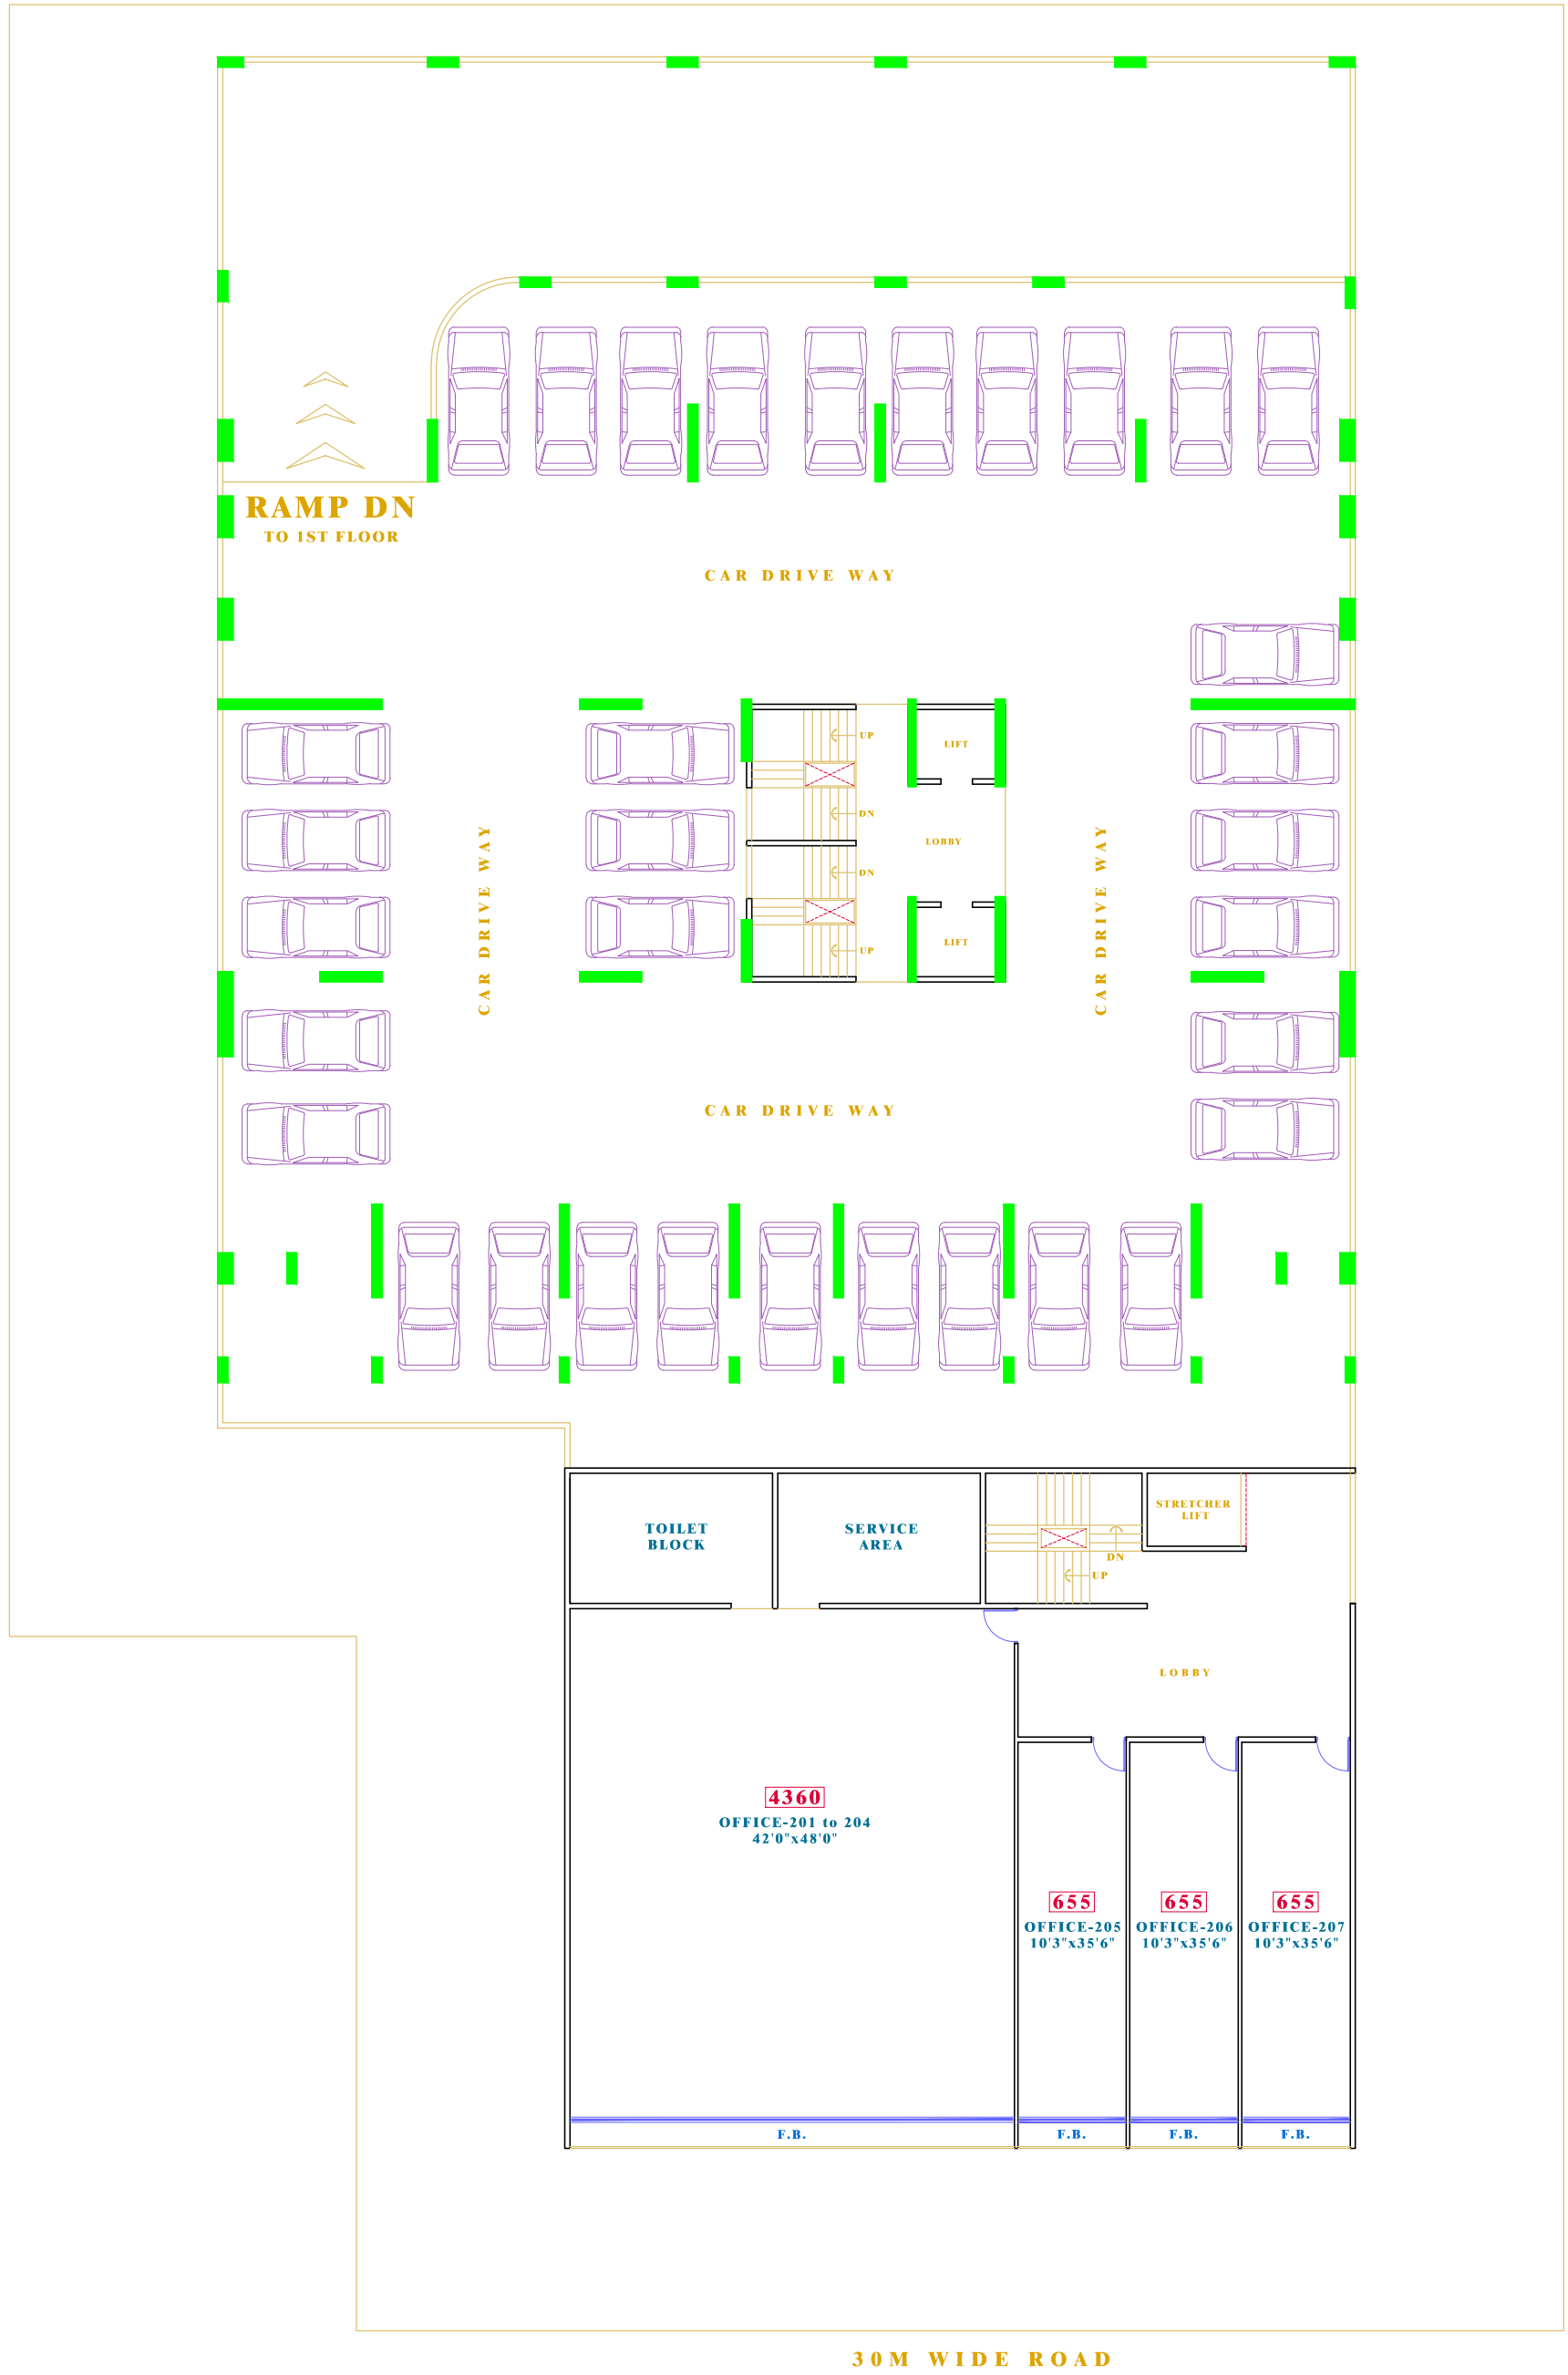 RAMP DN
TO 1ST FLOOR
CAR DRIVE WAY
UP
LIFT
DN
LOBBY
DN
UP
LIFT
CAR DRIVE WAY
CAR DRIVE WAY
CAR DRIVE WAY
TOILET
BLOCK
SERVICE
AREA
STRETCHER
LIFT
DN
UP
LOBBY
4360
OFFICE-201 to 204
42'0"x48'0"
655
OFFICE-205
10'3"x35'6"
655
OFFICE-206
10'3"x35'6"
655
OFFICE-207
10'3"x35'6"
F.B.
F.B.
F.B.
F.B.
30M WIDE ROAD